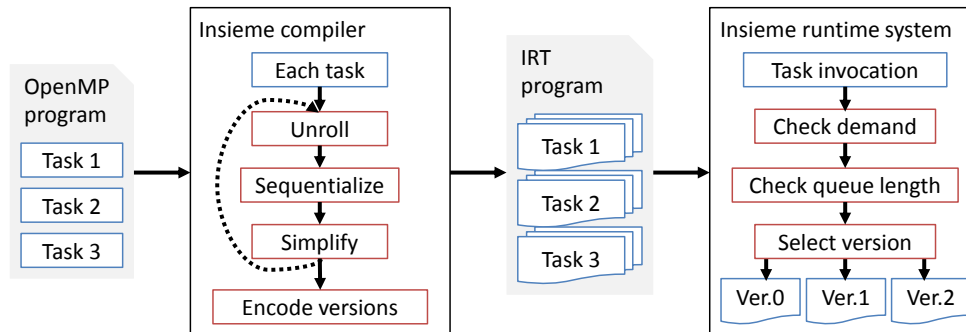 OpenMP
program
Task 1
Task 2
Task 3
Insieme compiler
Each task
Unroll
Sequentialize
Simplify
Encode versions
IRT
program
Task 1
Task 2
Task 3
Insieme runtime system
Task invocation
Check demand
Check queue length
Select version
Ver.0 Ver.1 Ver.2